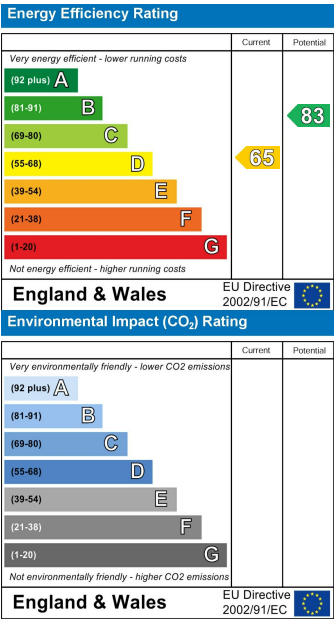 Energy Efficiency Rating
Current Potential
Very energy efficient - lower running costs
(92 plus) A
(81-91) B
(69-80) C
(55-68) D
(39-54) E
(21-38) F
(1-20) G
65
83
Not energy efficient - higher running costs
England & Wales
EU Directive
2002/91/EC
Environmental Impact (CO₂) Rating
Current Potential
Very environmentally friendly - lower CO2 emissions
(92 plus) A
(81-91) B
(69-80) C
(55-68) D
(39-54) E
(21-38) F
(1-20) G
Not environmentally friendly - higher CO2 emissions
England & Wales
EU Directive
2002/91/EC